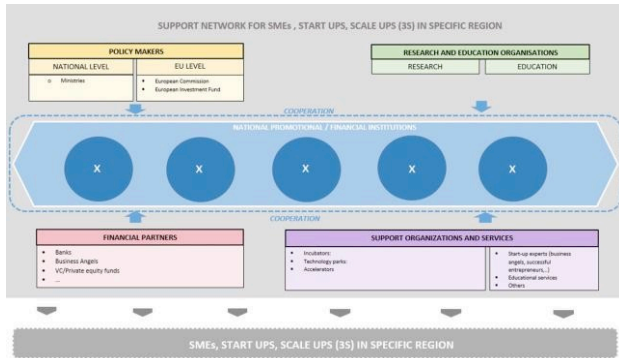 SUPPORT NETWORK FOR SMEs , START UPS, SCALE UPS (3S) IN SPECIFIC REGION
POLICY MAKERS
NATIONAL LEVEL
EU LEVEL
Ministries
European Commission
European Investment Fund
RESEARCH AND EDUCATION ORGANISATIONS
RESEARCH
EDUCATION
COOPERATION
NATIONAL PROMOTIONAL / FINANCIAL INSTITUTIONS
X
X
X
X
X
COOPERATION
FINANCIAL PARTNERS
Banks
Business Angels
VC/Private equity funds
...
SUPPORT ORGANIZATIONS AND SERVICES
Incubators:
Technology parks
Accelerators
Start-up experts (business
angels, successful
entrepreneurs,..)
Educational services
Others
SMEs, START UPS, SCALE UPS (3S) IN SPECIFIC REGION